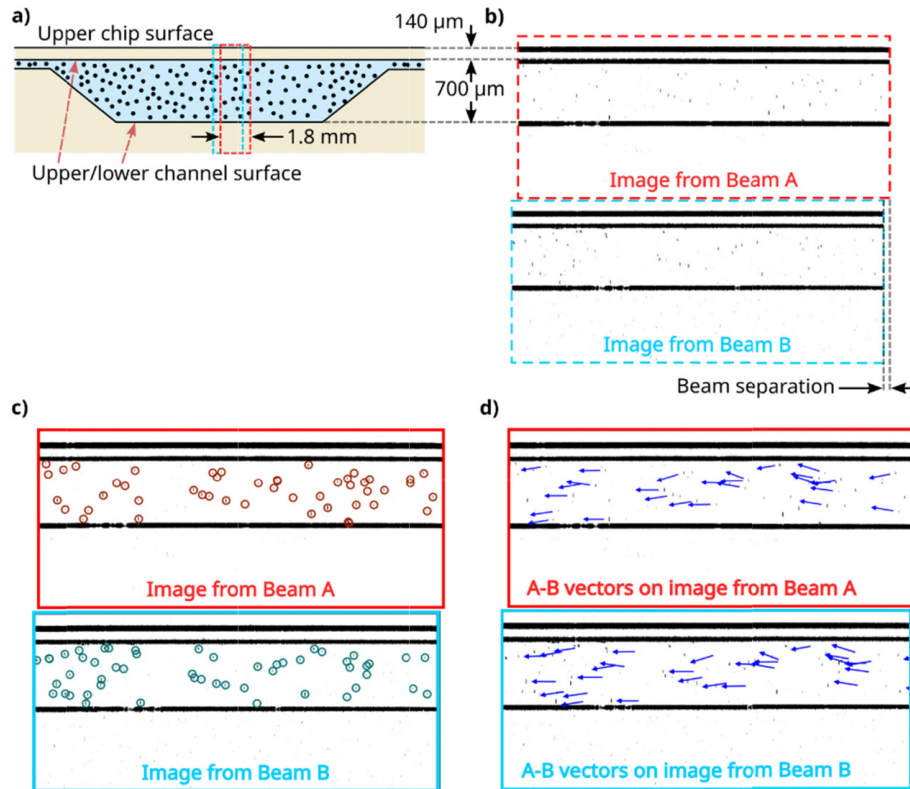 a)
Upper chip surface
140 µm
700 µm
1.8 mm
Upper/lower channel surface
b)
Image from Beam A
Image from Beam B
Beam separation
c)
Image from Beam A
Image from Beam B
d)
A-B vectors on image from Beam A
A-B vectors on image from Beam B